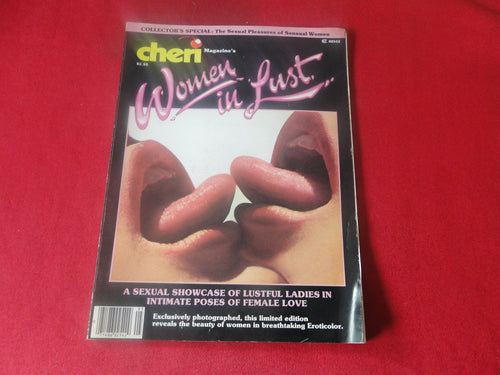 COLLECTOR'S SPECIAL: The Sexual Pleasures of Sensual Women
cheri Magazine's
Women
in Lust
A SEXUAL SHOWCASE OF LUSTFUL LADIES IN
INTIMATE POSES OF FEMALE LOVE
Exclusively photographed, this limited edition
reveals the beauty of women in breathtaking Eroticolor.